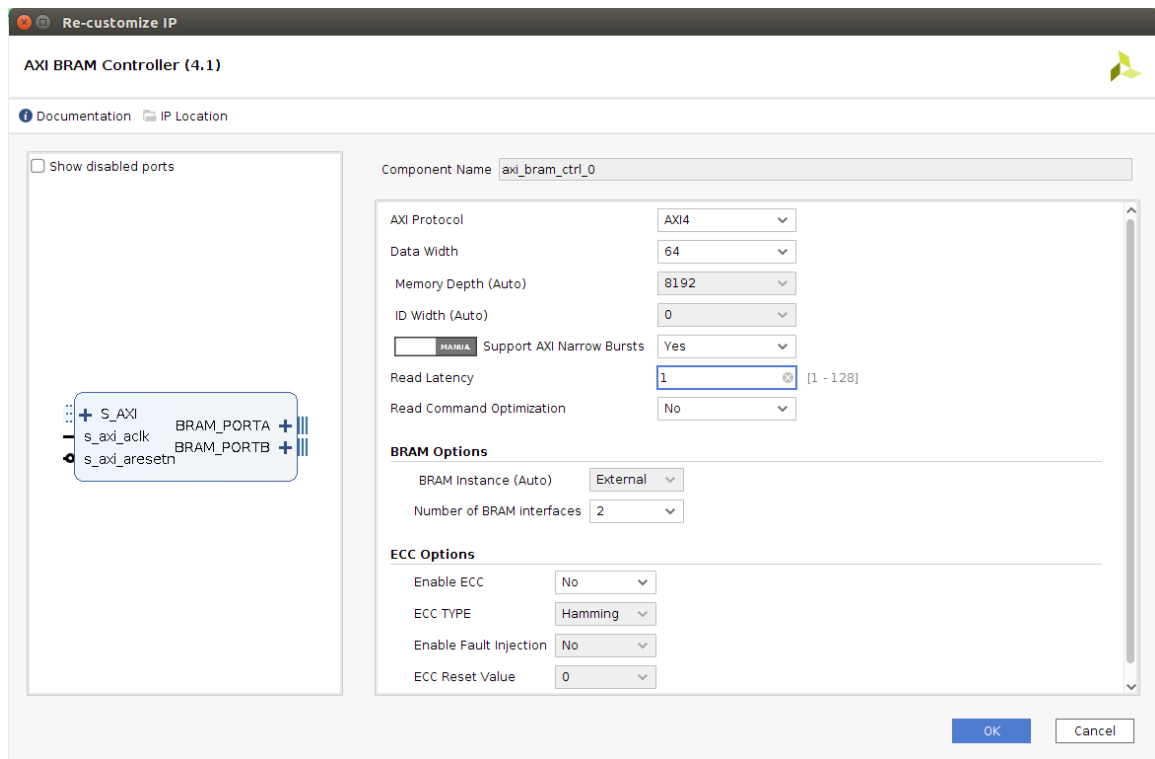 Re-customize IP
AXI BRAM Controller (4.1)
Documentation IP Location
Show disabled ports
S_AXI
s_axi_aclk
s_axi_aresetn
BRAM_PORTA
BRAM_PORTB
Component Name axi_bram_ctrl_0
AXI Protocol AXI4
Data Width 64
Memory Depth (Auto) 8192
ID Width (Auto) 0
MANUA Support AXI Narrow Bursts Yes
Read Latency 1 [1 - 128]
Read Command Optimization No
BRAM Options
BRAM Instance (Auto) External
Number of BRAM interfaces 2
ECC Options
Enable ECC No
ECC TYPE Hamming
Enable Fault Injection No
ECC Reset Value 0
OK Cancel